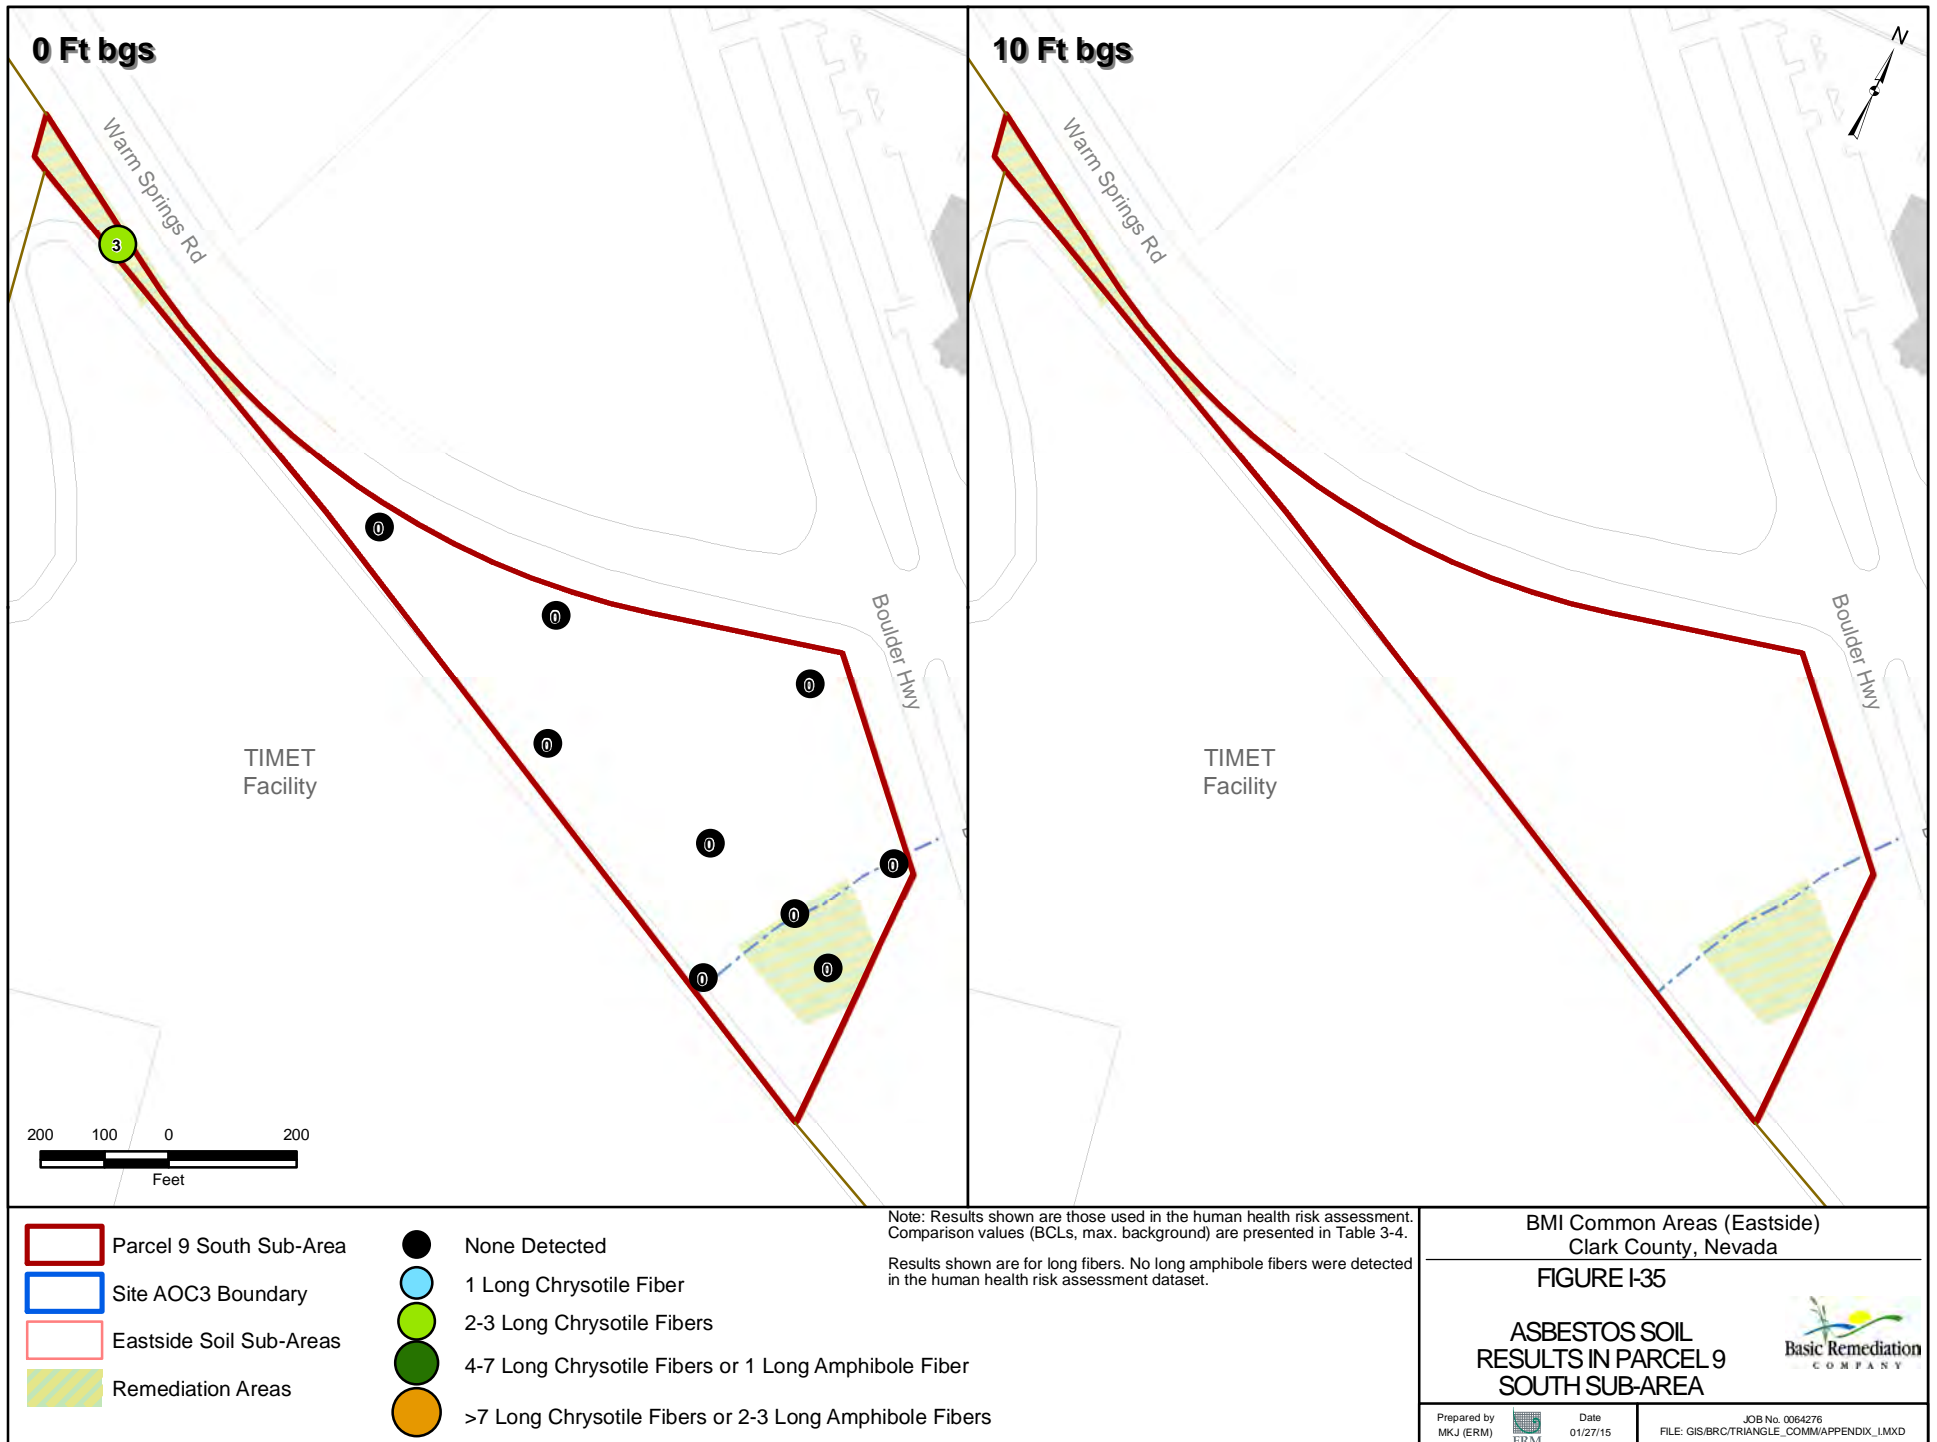 0 Ft bgs
10 Ft bgs
N
Warm Springs Rd
Warm Springs Rd
3
0
0
0
0
0
0
0
0
0
Boulder Hwy
Boulder Hwy
TIMET
Facility
TIMET
Facility
200 100 0 200
Feet
Parcel 9 South Sub-Area
Site AOC3 Boundary
Eastside Soil Sub-Areas
Remediation Areas
None Detected
1 Long Chrysotile Fiber
2-3 Long Chrysotile Fibers
4-7 Long Chrysotile Fibers or 1 Long Amphibole Fiber
>7 Long Chrysotile Fibers or 2-3 Long Amphibole Fibers
Note: Results shown are those used in the human health risk assessment.
Comparison values (BCLs, max. background) are presented in Table 3-4.
Results shown are for long fibers. No long amphibole fibers were detected
in the human health risk assessment dataset.
BMI Common Areas (Eastside)
Clark County, Nevada
FIGURE I-35
ASBESTOS SOIL
RESULTS IN PARCEL 9
SOUTH SUB-AREA
Basic Remediation
COMPANY
Prepared by
MKJ (ERM)
ERM
Date
01/27/15
JOB No. 0064276
FILE: GIS/BRC/TRIANGLE_COMM/APPENDIX_I.MXD